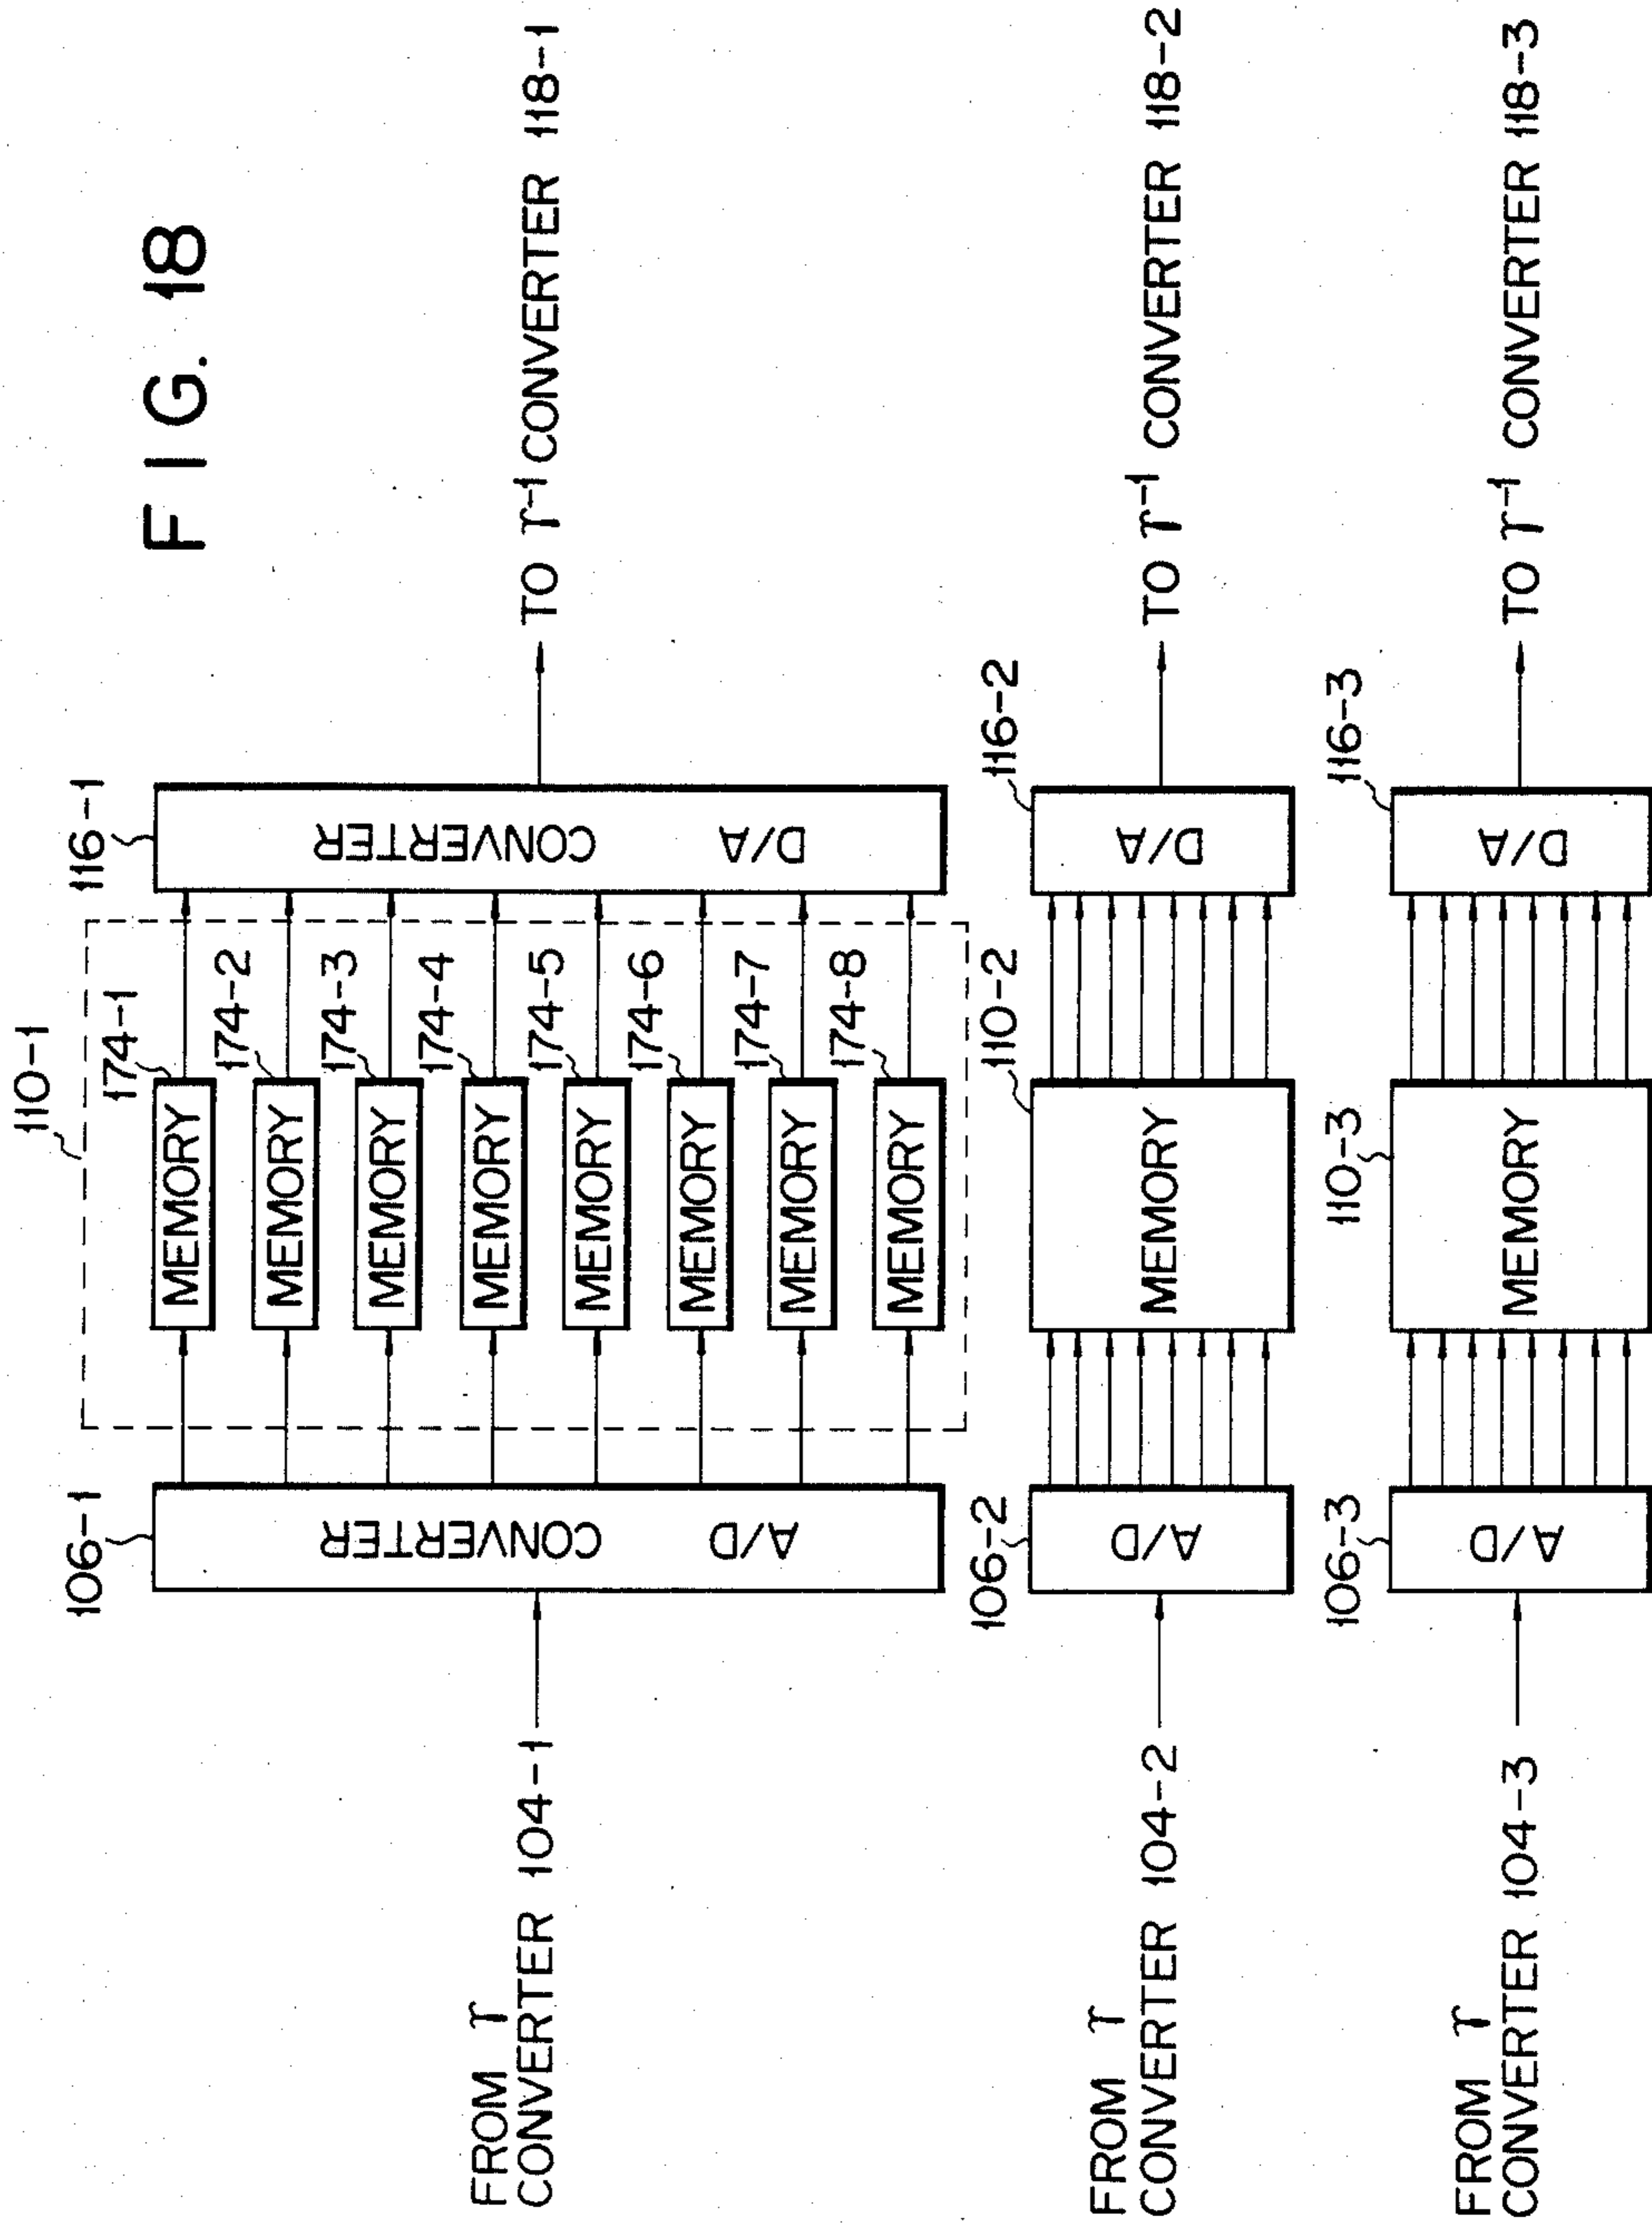 FIG. 18
110-1
106-1
174-1
116-1
FROM γ
CONVERTER 104-1
A/D CONVERTER
MEMORY
174-2
MEMORY
174-3
MEMORY
174-4
MEMORY
174-5
MEMORY
174-6
MEMORY
174-7
MEMORY
174-8
MEMORY
D/A CONVERTER
TO γ-1 CONVERTER 118-1
106-2
110-2
116-2
FROM γ
CONVERTER 104-2
A/D
MEMORY
D/A
TO γ-1 CONVERTER 118-2
106-3
110-3
116-3
FROM γ
CONVERTER 104-3
A/D
MEMORY
D/A
TO γ-1 CONVERTER 118-3